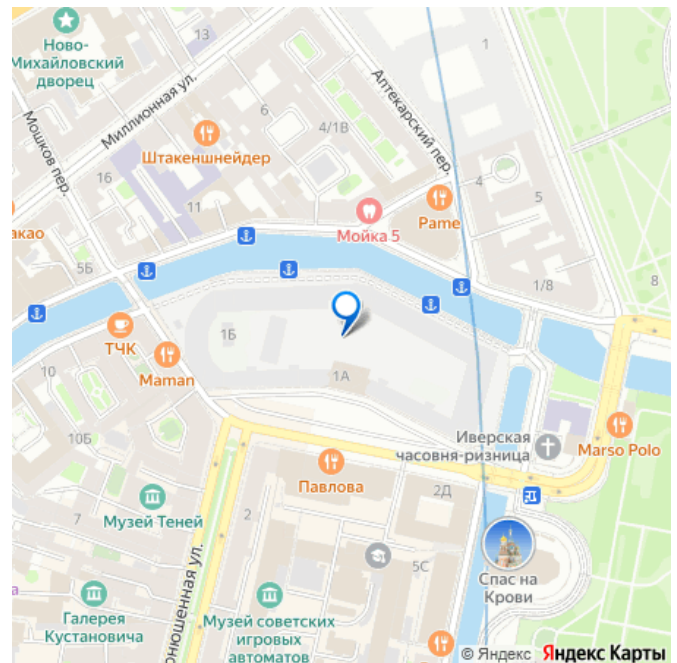 Ново-
Михайловский
дворец
13
1
Миллионная ул.
Аптекарский пер.
Мошков пер.
6
4/1В
Штакеншнейдер
16
11
4
5
Мойка 5
Pame
акао
5Б
1/8
8
1Б
ТЧК
Maman
1А
10
10Б
Иверская
часовня-ризница
Marso Polo
Павлова
2Д
Музей Теней
7
2
онюшенная ул.
5С
Спас на
Крови
а
Галерея
Кустановича
Музей советских
игровых
автоматов
© Яндекс Яндекс Карты